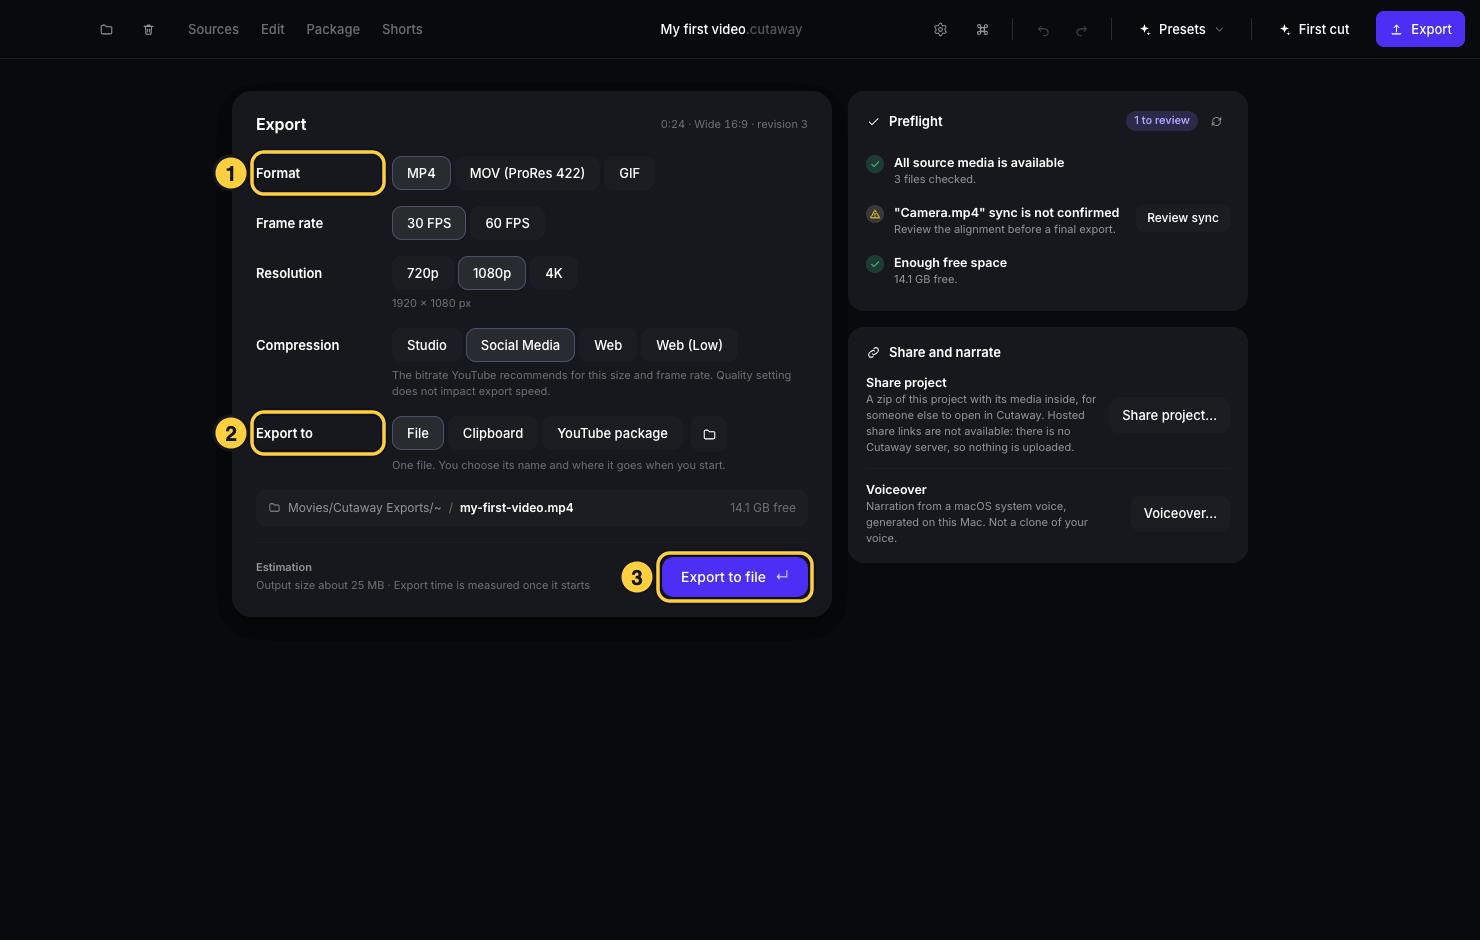 Sources Edit Package Shorts
My first video.cutaway
Presets
First cut
Export
Export
0:24 · Wide 16:9 · revision 3
1
Format
MP4 MOV (ProRes 422) GIF
Frame rate
30 FPS 60 FPS
Resolution
720p 1080p 4K
1920 × 1080 px
Compression
Studio Social Media Web Web (Low)
The bitrate YouTube recommends for this size and frame rate. Quality setting
does not impact export speed.
2
Export to
File Clipboard YouTube package
One file. You choose its name and where it goes when you start.
Movies/Cutaway Exports/~ / my-first-video.mp4
14.1 GB free
Estimation
Output size about 25 MB · Export time is measured once it starts
3
Export to file
Preflight
1 to review
All source media is available
3 files checked.
"Camera.mp4" sync is not confirmed
Review the alignment before a final export.
Review sync
Enough free space
14.1 GB free.
Share and narrate
Share project
A zip of this project with its media inside, for
someone else to open in Cutaway. Hosted
share links are not available: there is no
Cutaway server, so nothing is uploaded.
Share project...
Voiceover
Narration from a macOS system voice,
generated on this Mac. Not a clone of your
voice.
Voiceover...